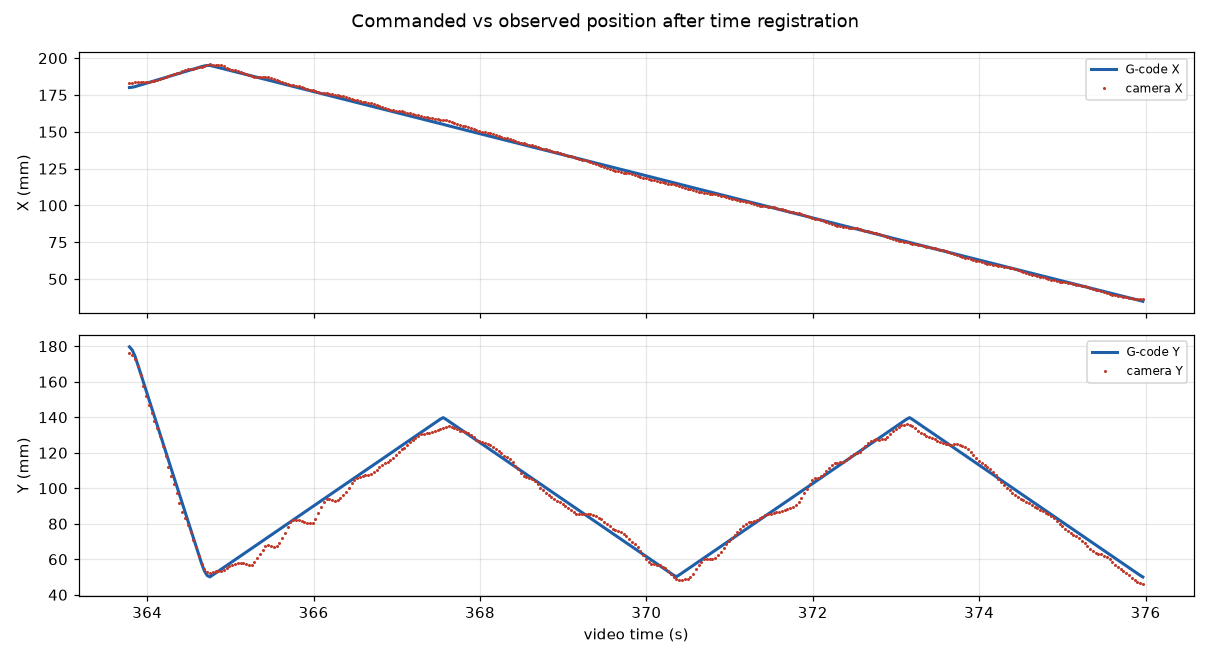 Commanded vs observed position after time registration
200
175
150
125
100
75
50
X (mm)
G-code X
camera X
180
160
140
120
100
80
60
40
Y (mm)
G-code Y
camera Y
364
366
368
370
372
374
376
video time (s)